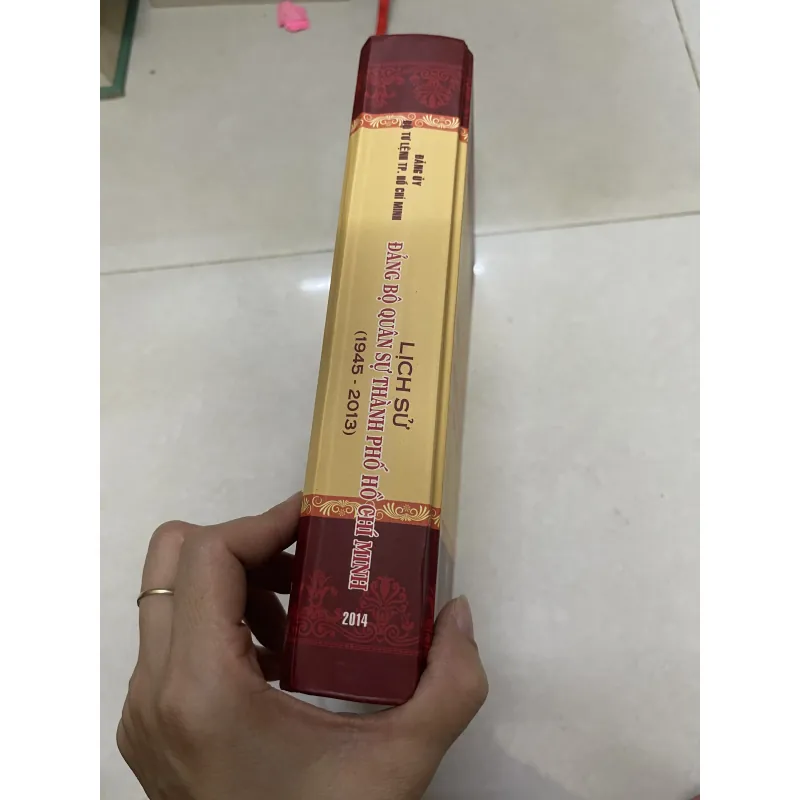 ĐẢNG ỦY
BỘ TƯ LỆNH TP. HỒ CHÍ MINH
LỊCH SỬ
ĐẢNG BỘ QUÂN SỰ THÀNH PHỐ HỒ CHÍ MINH
(1945 - 2013)
2014